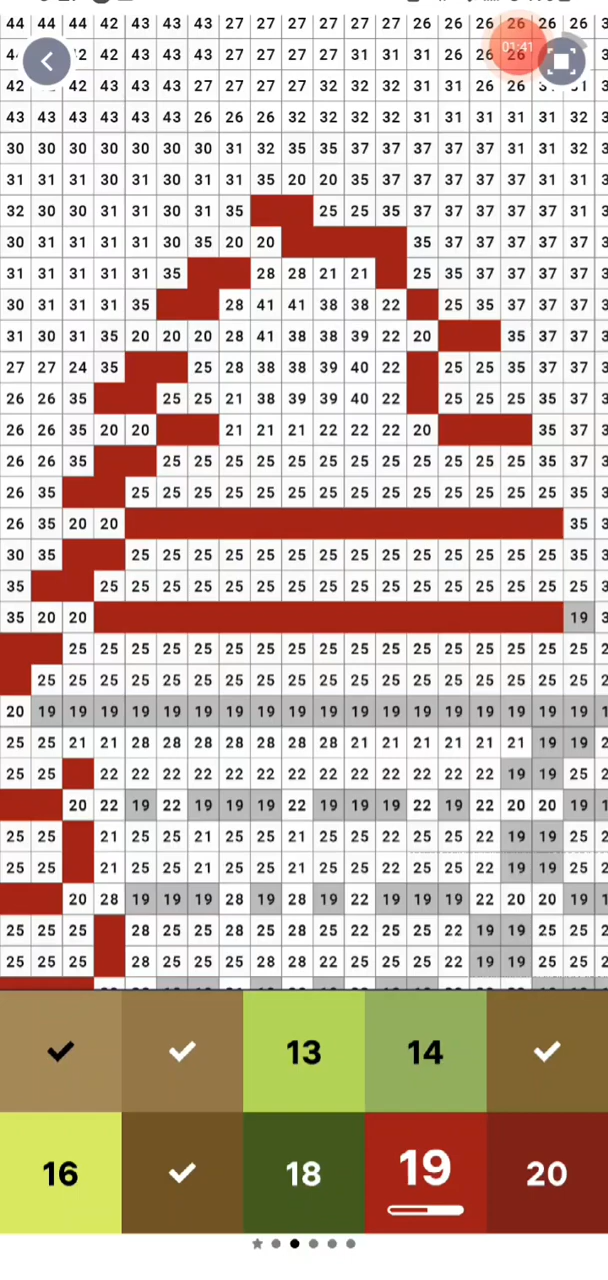 44 44 44 42 43 43 43 27 27 27 27 27 27 26 26 26 26 26 26
42 43 43 43 27 27 27 27 31 31 31 26 26 26
01:41
42 42 42 43 43 27 27 27 27 32 32 32 31 31 26 26
43 43 43 43 43 43 26 26 26 32 32 32 32 31 31 31 31 31 32
30 30 30 30 30 30 30 31 32 35 35 37 37 37 37 37 31 31 32
31 31 31 30 31 30 31 31 35 20 20 35 37 37 37 37 37 31 31
32 30 30 31 31 30 31 35 25 25 35 37 37 37 37 37 31
30 31 31 31 31 30 35 20 20 35 37 37 37 37 37
31 31 31 31 31 35 28 28 21 21 25 35 37 37 37 37
30 31 31 31 35 28 41 41 38 38 22 25 35 37 37 37
31 30 31 35 20 20 20 28 41 38 38 39 22 20 35 37 37
27 27 24 35 25 28 38 38 39 40 22 25 25 35 37 37
26 26 35 25 25 21 38 39 39 40 22 25 25 25 35 37
26 26 35 20 20 21 21 21 22 22 22 20 35 37
26 26 35 25 25 25 25 25 25 25 25 25 25 25 25 35 37
26 35 25 25 25 25 25 25 25 25 25 25 25 25 25 25 35
26 35 20 20 35
30 35 25 25 25 25 25 25 25 25 25 25 25 25 25 25 35
35 25 25 25 25 25 25 25 25 25 25 25 25 25 25 25 25
35 20 20 19
25 25 25 25 25 25 25 25 25 25 25 25 25 25 25 25 25
25 25 25 25 25 25 25 25 25 25 25 25 25 25 25 25 25 25
20 19 19 19 19 19 19 19 19 19 19 19 19 19 19 19 19 19 19
25 25 21 21 28 28 28 28 28 28 28 21 21 21 21 21 21 19 19
25 25 22 22 22 22 22 22 22 22 22 22 22 22 22 19 19 25
20 22 19 22 19 19 19 22 19 19 19 22 19 22 20 20 19
25 25 21 25 25 21 25 25 21 25 25 22 25 25 22 19 19 25
25 25 21 25 25 21 25 25 21 25 25 22 25 25 22 19 19 25
20 28 19 19 19 28 19 28 19 22 19 19 19 22 20 20 19
25 25 25 28 25 25 28 25 28 22 25 25 25 22 19 19 25 25
25 25 25 28 25 25 25 28 28 22 25 25 25 22 19 19 25 25
13 14
16 18 19 20